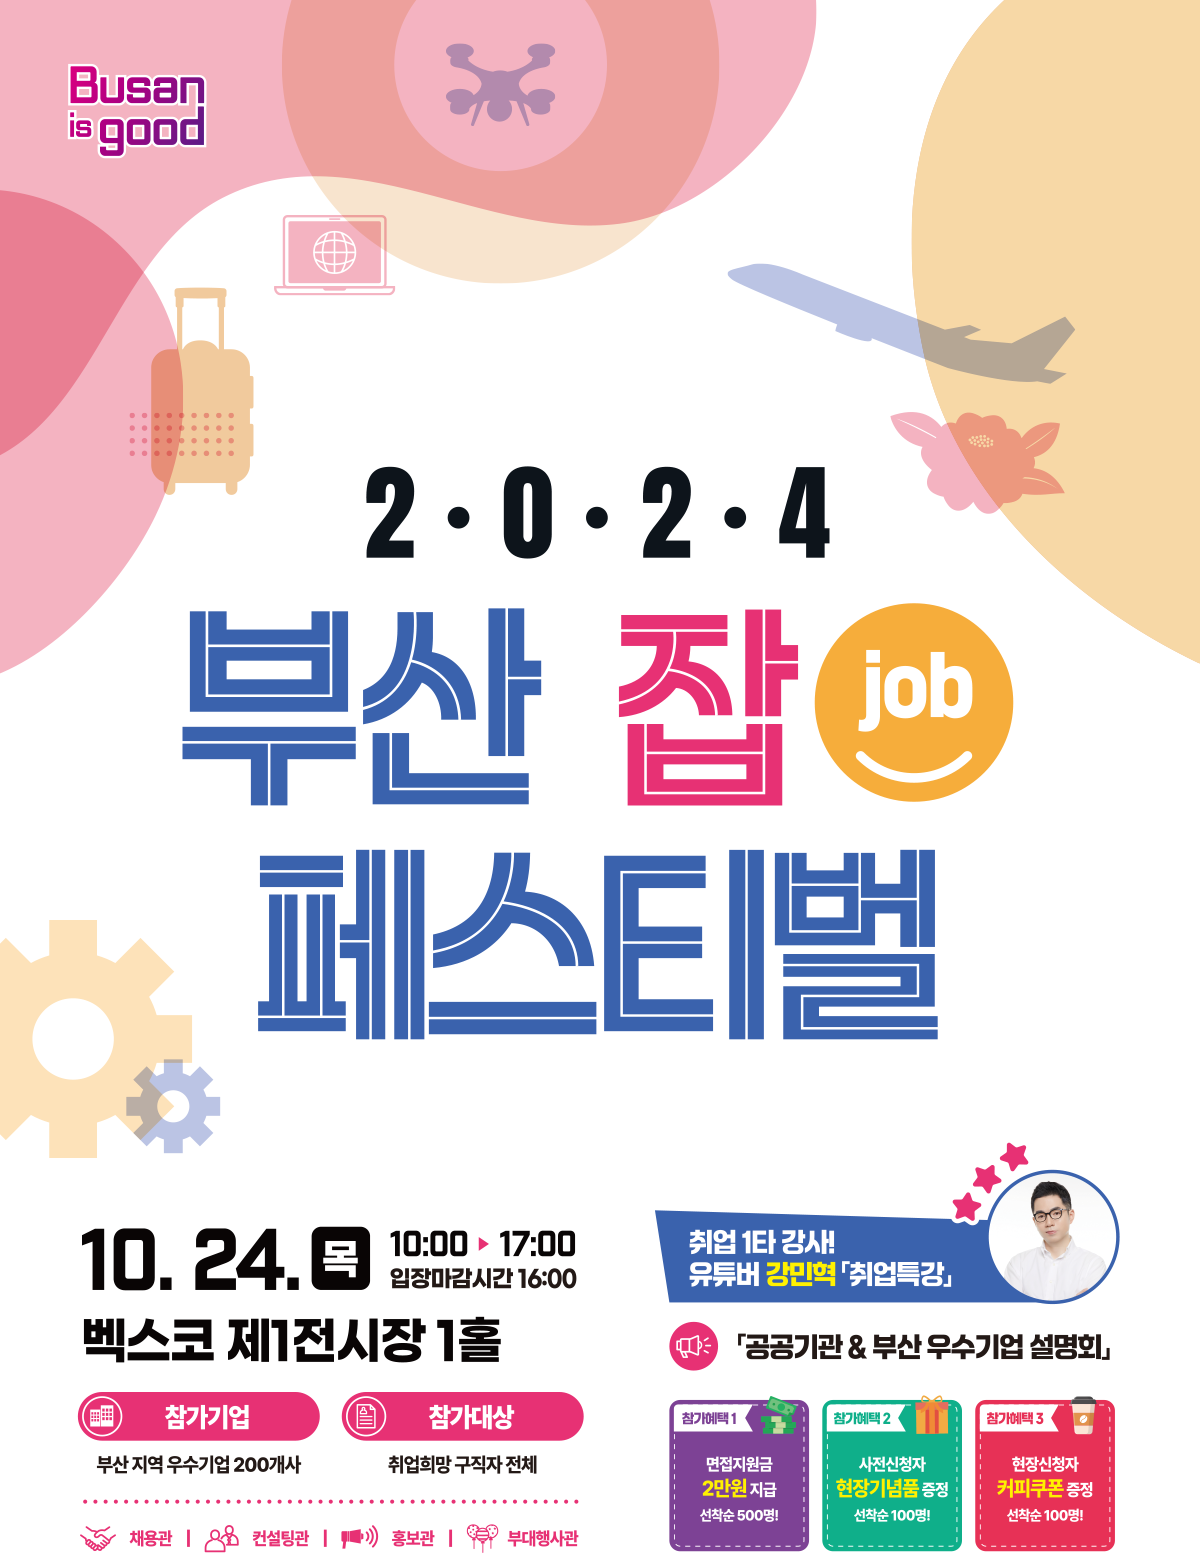 Busan
is good
2·0·2·4
부산 잡 job
페스티벌
10. 24. 목
10:00 ▶ 17:00
입장마감시간 16:00
벡스코 제1전시장 1홀
참가기업
부산 지역 우수기업 200개사
참가대상
취업희망 구직자 전체
채용관 | 컨설팅관 | 홍보관 | 부대행사관
취업 1타 강사!
유튜버 강민혁 「취업특강」
「공공기관 & 부산 우수기업 설명회」
참가혜택 1
면접지원금
2만원 지급
선착순 500명!
참가혜택 2
사전신청자
현장기념품 증정
선착순 100명!
참가혜택 3
현장신청자
커피쿠폰 증정
선착순 100명!